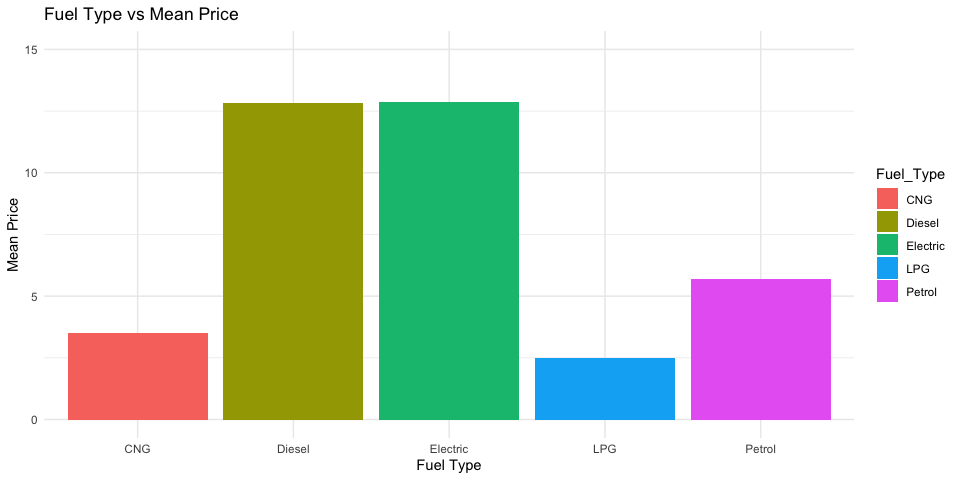 Fuel Type vs Mean Price
15
10
5
0
Mean Price
CNG
Diesel
Electric
LPG
Petrol
Fuel Type
Fuel_Type
CNG
Diesel
Electric
LPG
Petrol